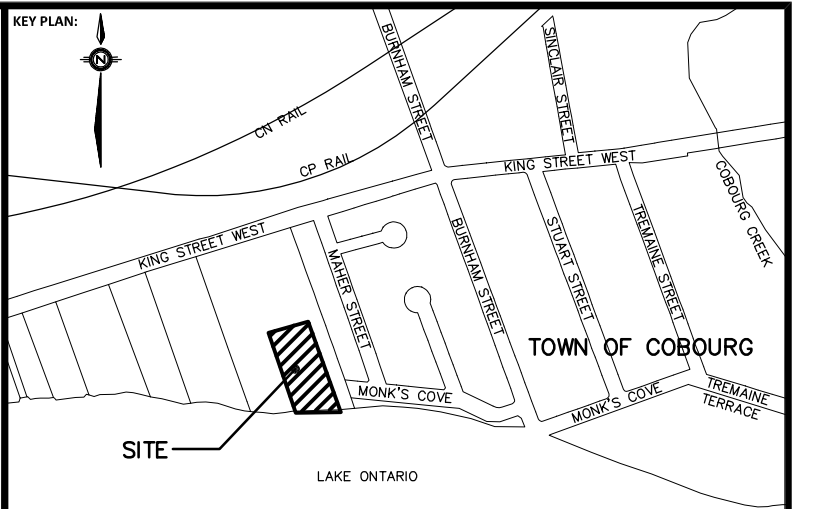 KEY PLAN:
N
BURNHAM STREET
SINCLAIR STREET
CN RAIL
CP RAIL
KING STREET WEST
COBOURG CREEK
KING STREET WEST
MAHER STREET
BURNHAM STREET
STUART STREET
TREMAINE STREET
TOWN OF COBOURG
MONK'S COVE
MONK'S COVE
TREMAINE
TERRACE
SITE
LAKE ONTARIO